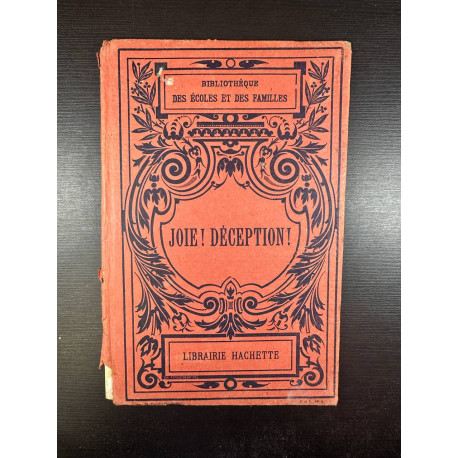 BIBLIOTHÈQUE
DES ÉCOLES ET DES FAMILLES
JOIE! DÉCEPTION!
LIBRAIRIE HACHETTE